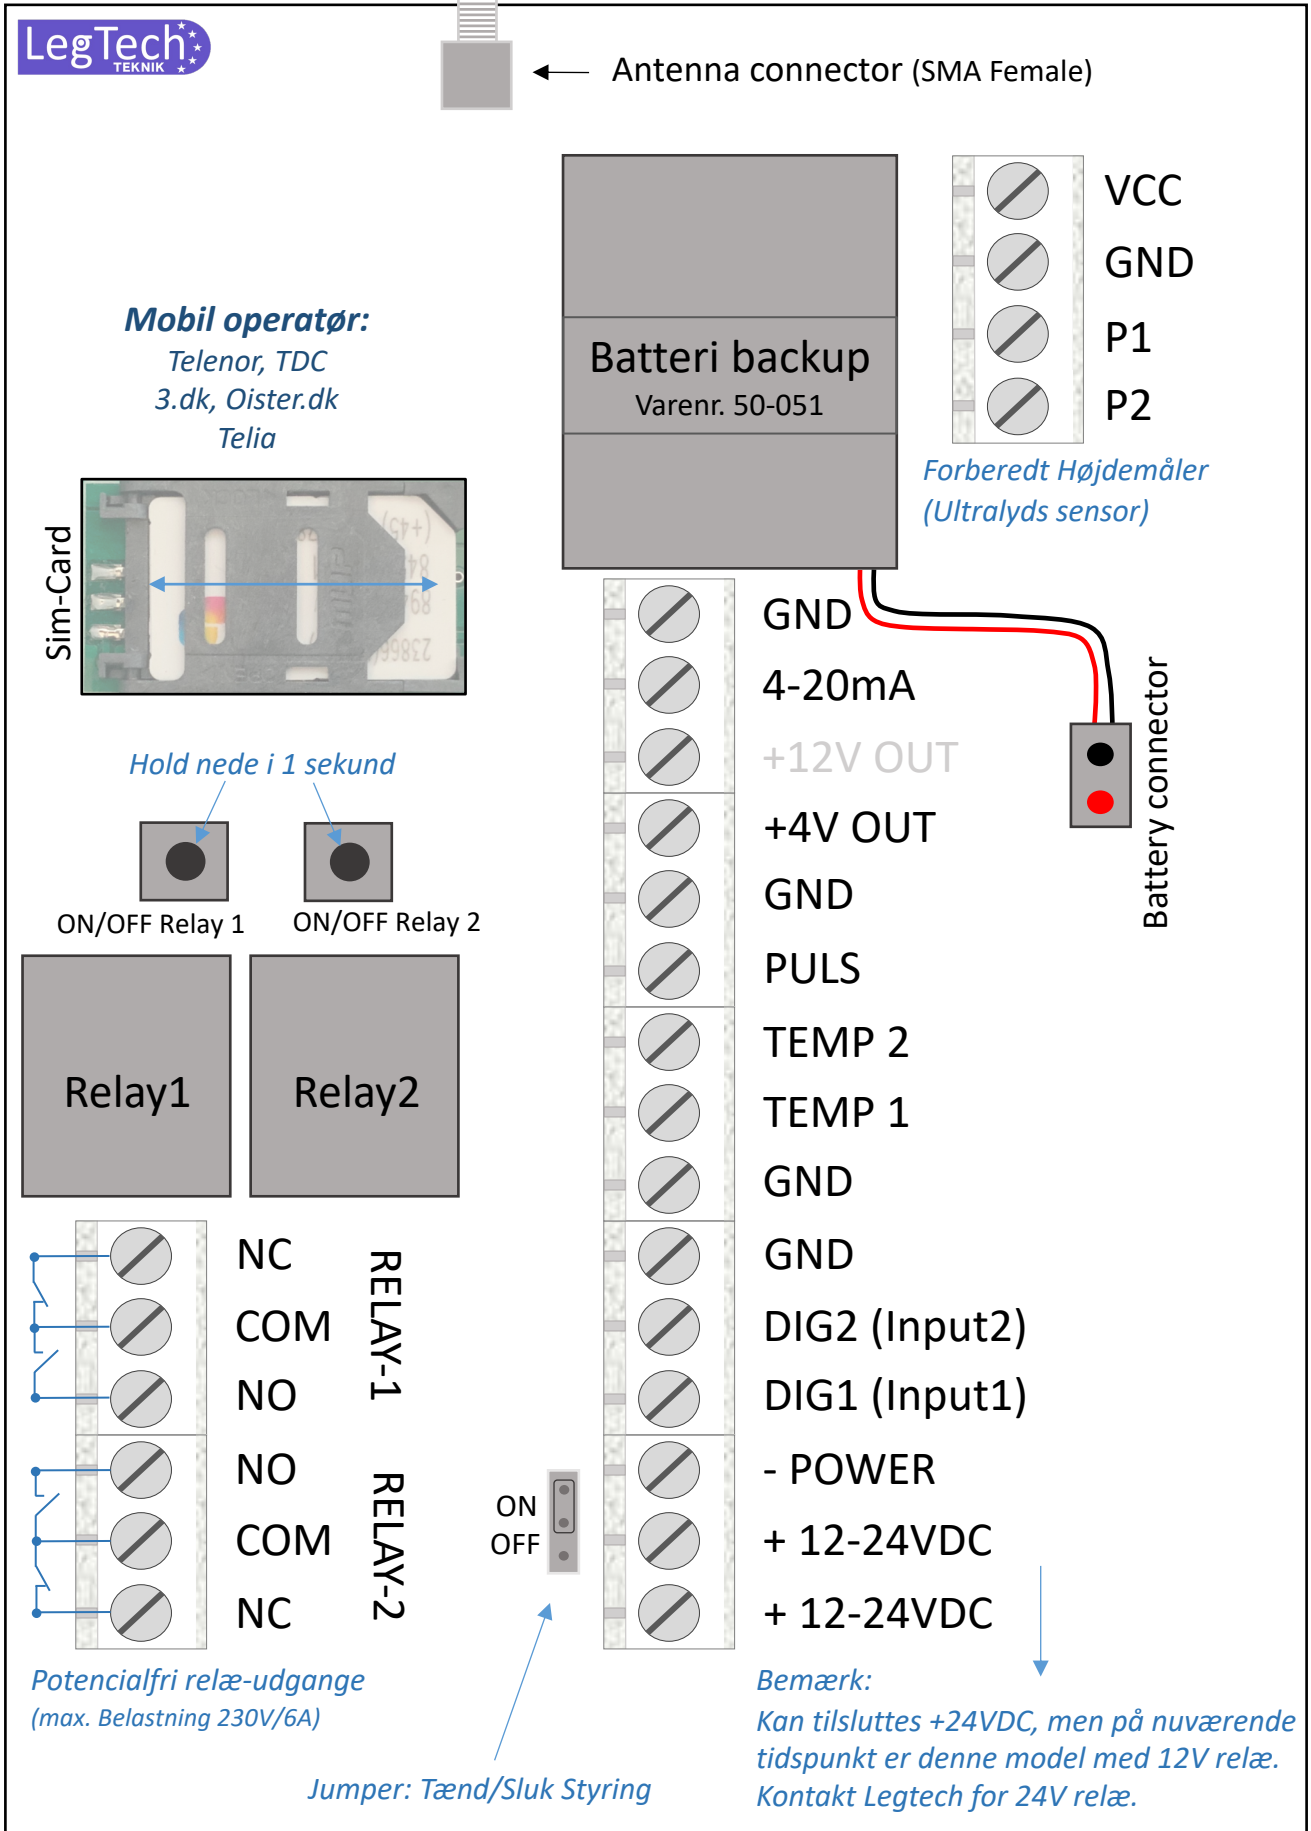 LegTech
TEKNIK
Antenna connector (SMA Female)
VCC
GND
P1
P2
Forberedt Højdemåler
(Ultralyds sensor)
Batteri backup
Varenr. 50-051
Mobil operatør:
Telenor, TDC
3.dk, Oister.dk
Telia
Sim-Card
(+45)
Hold nede i 1 sekund
ON/OFF Relay 1
ON/OFF Relay 2
Relay1
Relay2
GND
4-20mA
+12V OUT
+4V OUT
GND
PULS
TEMP 2
TEMP 1
GND
GND
DIG2 (Input2)
DIG1 (Input1)
- POWER
+ 12-24VDC
+ 12-24VDC
Battery connector
NC
COM
NO
RELAY-1
NO
COM
NC
RELAY-2
ON
OFF
Potencialfri relæ-udgange
(max. Belastning 230V/6A)
Jumper: Tænd/Sluk Styring
Bemærk:
Kan tilsluttes +24VDC, men på nuværende
tidspunkt er denne model med 12V relæ.
Kontakt Legtech for 24V relæ.